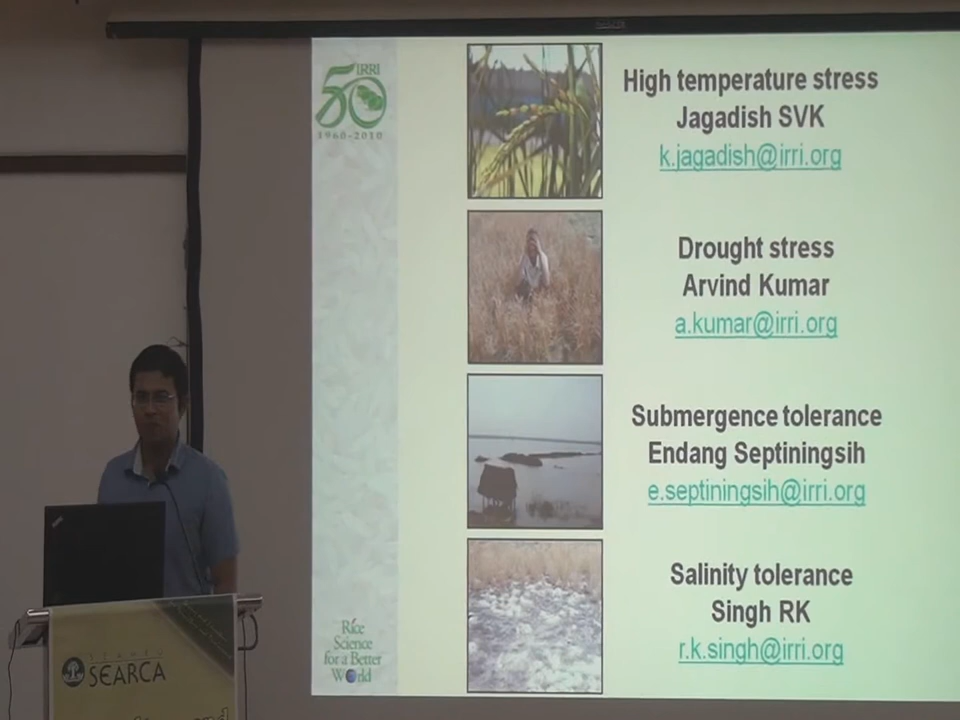 50 IRRI
1960-2010
High temperature stress
Jagadish SVK
k.jagadish@irri.org
Drought stress
Arvind Kumar
a.kumar@irri.org
Submergence tolerance
Endang Septiningsih
e.septiningsih@irri.org
Salinity tolerance
Singh RK
r.k.singh@irri.org
Rice
Science
for a Better
World
SEARCA